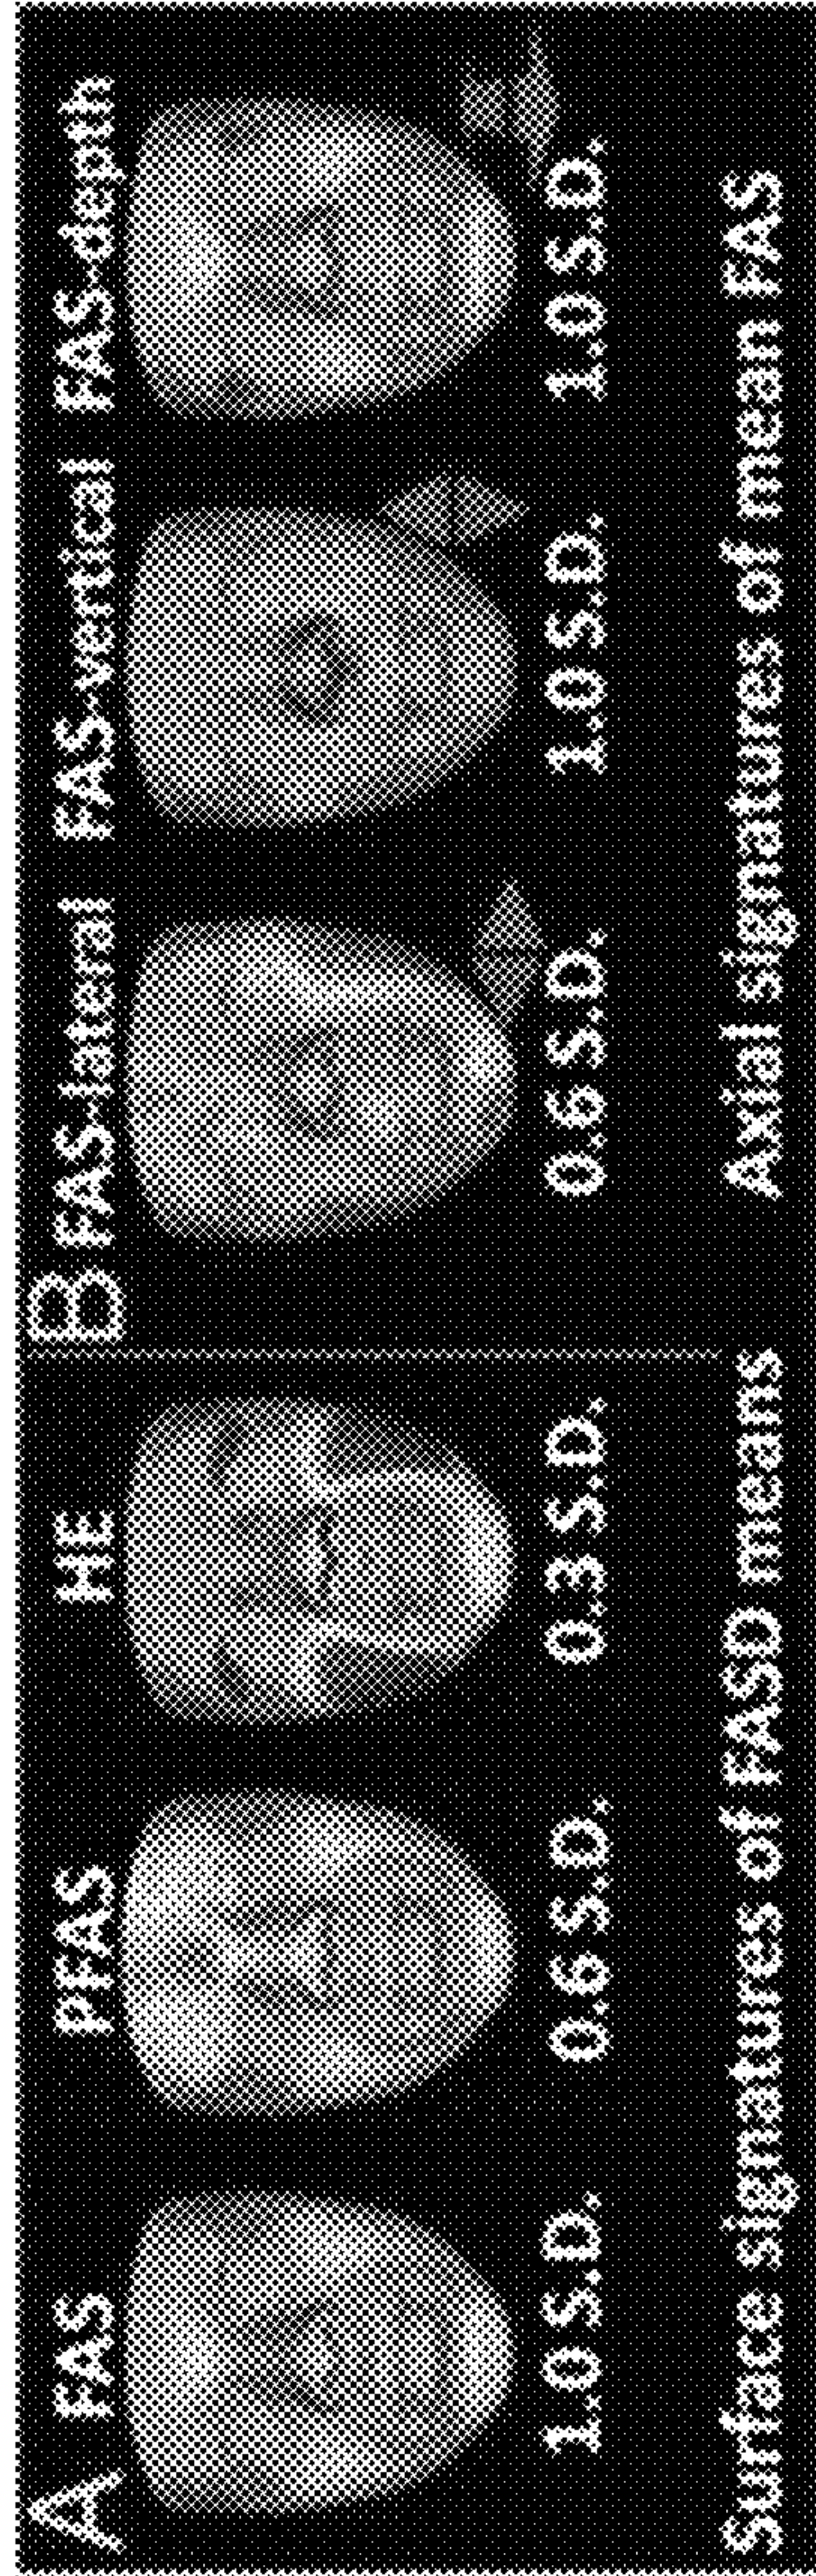 A FAS PFAS HE B FAS-lateral FAS-vertical FAS-depth
1.0 S.D. 0.6 S.D. 0.3 S.D. 0.6 S.D. 1.0 S.D. 1.0 S.D.
Surface signatures of FASD means Axial signatures of mean FAS